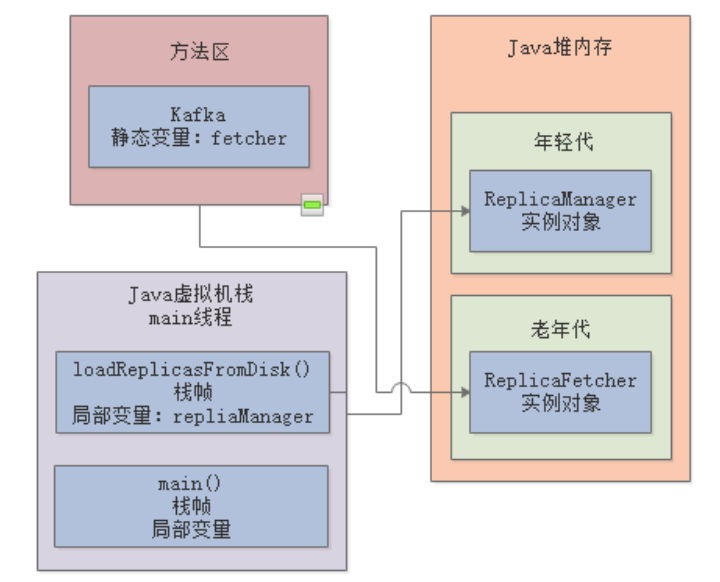 方法区
Kafka
静态变量：fetcher
Java虚拟机栈
main线程
loadReplicasFromDisk()
栈帧
局部变量：repliaManager
main()
栈帧
局部变量
Java堆内存
年轻代
ReplicaManager
实例对象
老年代
ReplicaFetcher
实例对象